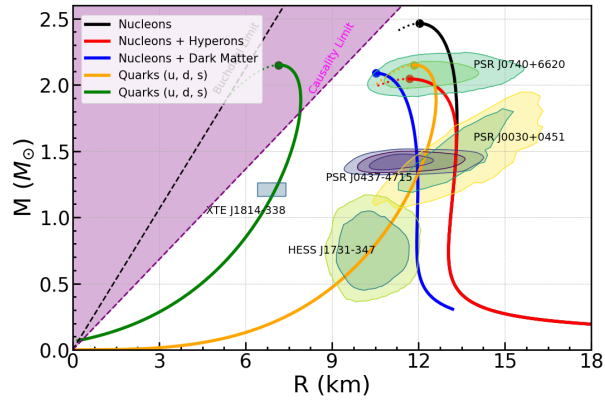 M (M⊙)
2.5
2.0
1.5
1.0
0.5
0.0
Nucleons
Nucleons + Hyperons
Nucleons + Dark Matter
Quarks (u, d, s)
Quarks (u, d, s)
Buchdahl Limit
Causality Limit
PSR J0740+6620
PSR J0030+0451
PSR J0437-4715
XTE J1814-338
HESS J1731-347
0
3
6
9
12
15
18
R (km)